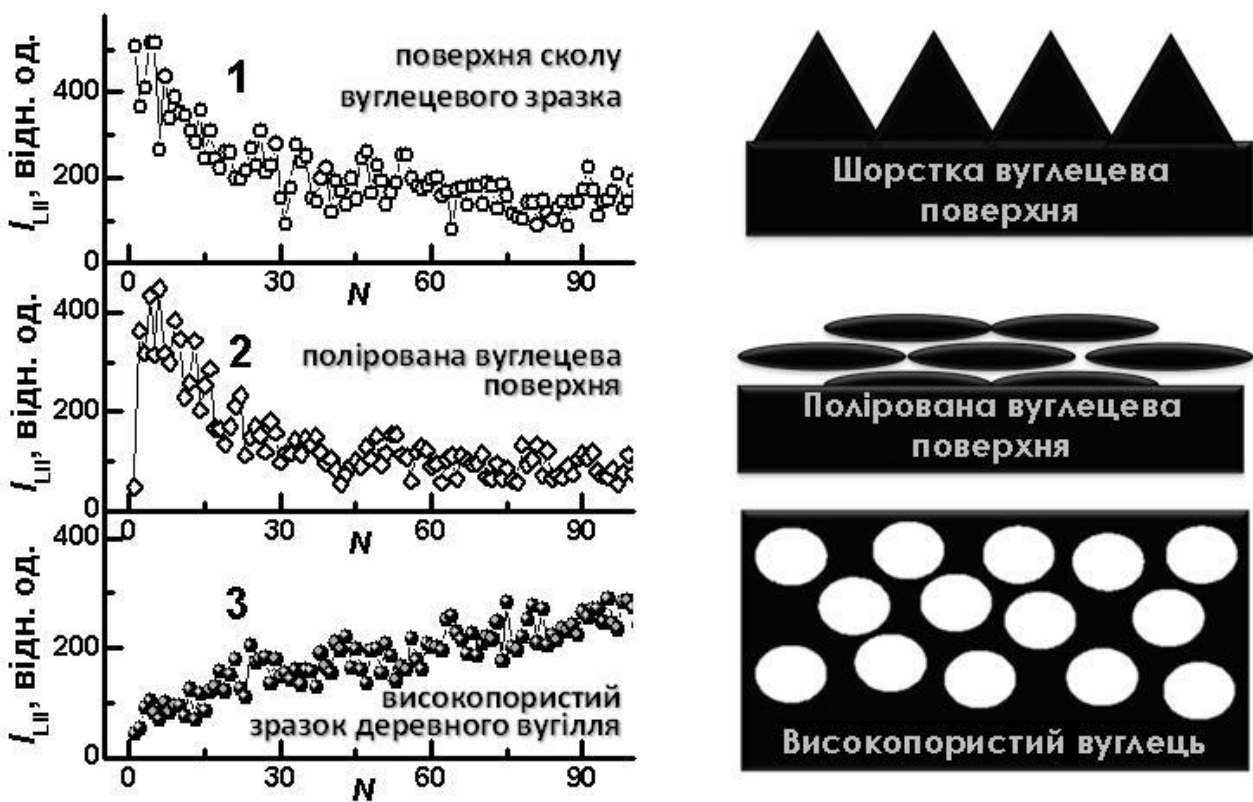 I_LII, відн. од.
400
200
0
1
поверхня сколу
вуглецевого зразка
0
30
60
90
N
I_LII, відн. од.
400
200
0
2
полірована вуглецева
поверхня
0
30
60
90
N
I_LII, відн. од.
400
200
0
3
високопористий
зразок деревного вугілля
0
30
60
90
N
Шорстка вуглецева
поверхня
Полірована вуглецева
поверхня
Високопористий вуглець